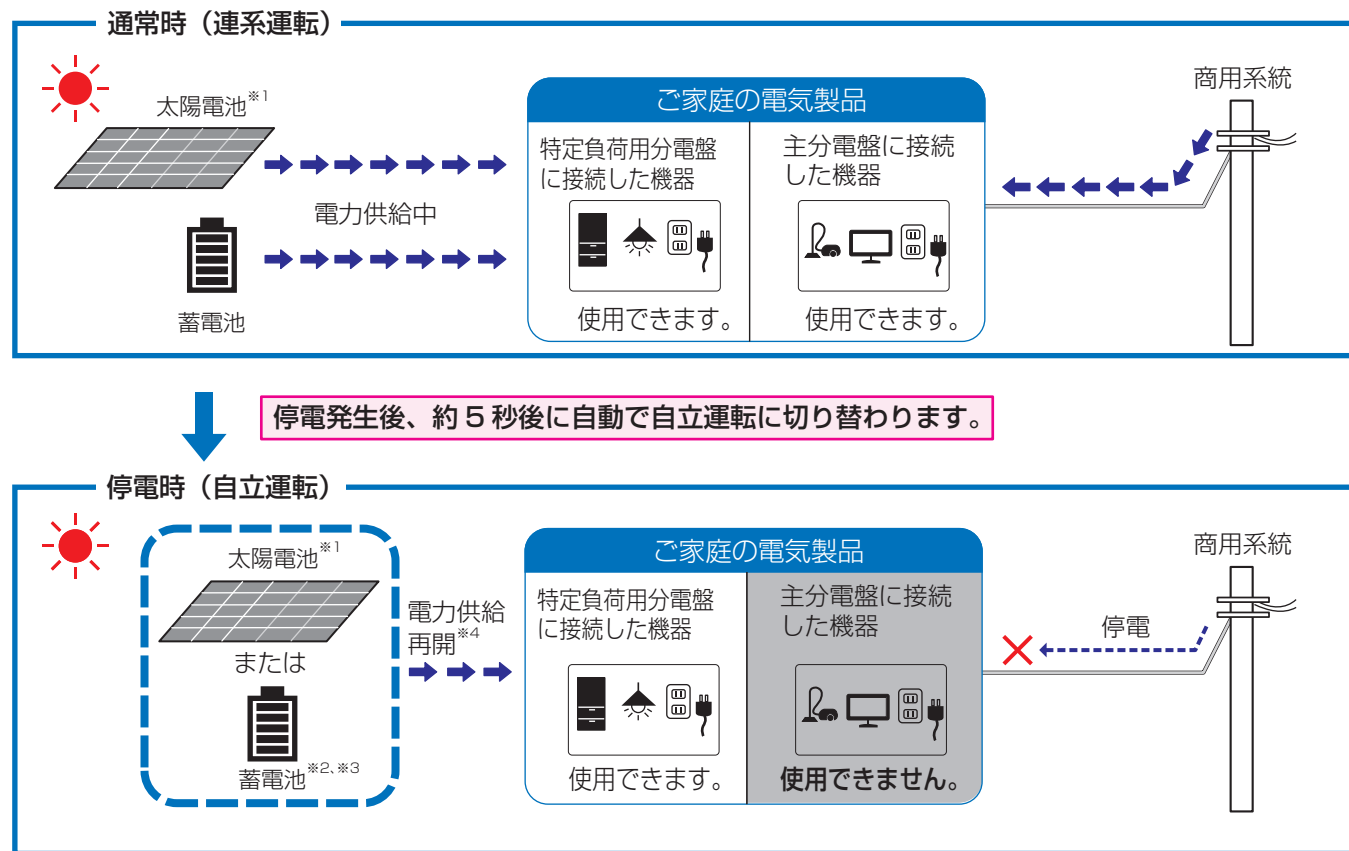 通常時（連系運転）
太陽電池※1
電力供給中
蓄電池
ご家庭の電気製品
特定負荷用分電盤
に接続した機器
使用できます。
主分電盤に接続
した機器
使用できます。
商用系統
停電発生後、約 5 秒後に自動で自立運転に切り替わります。
停電時（自立運転）
太陽電池※1
または
蓄電池※2、※3
電力供給
再開※4
ご家庭の電気製品
特定負荷用分電盤
に接続した機器
使用できます。
主分電盤に接続
した機器
使用できません。
停電
商用系統